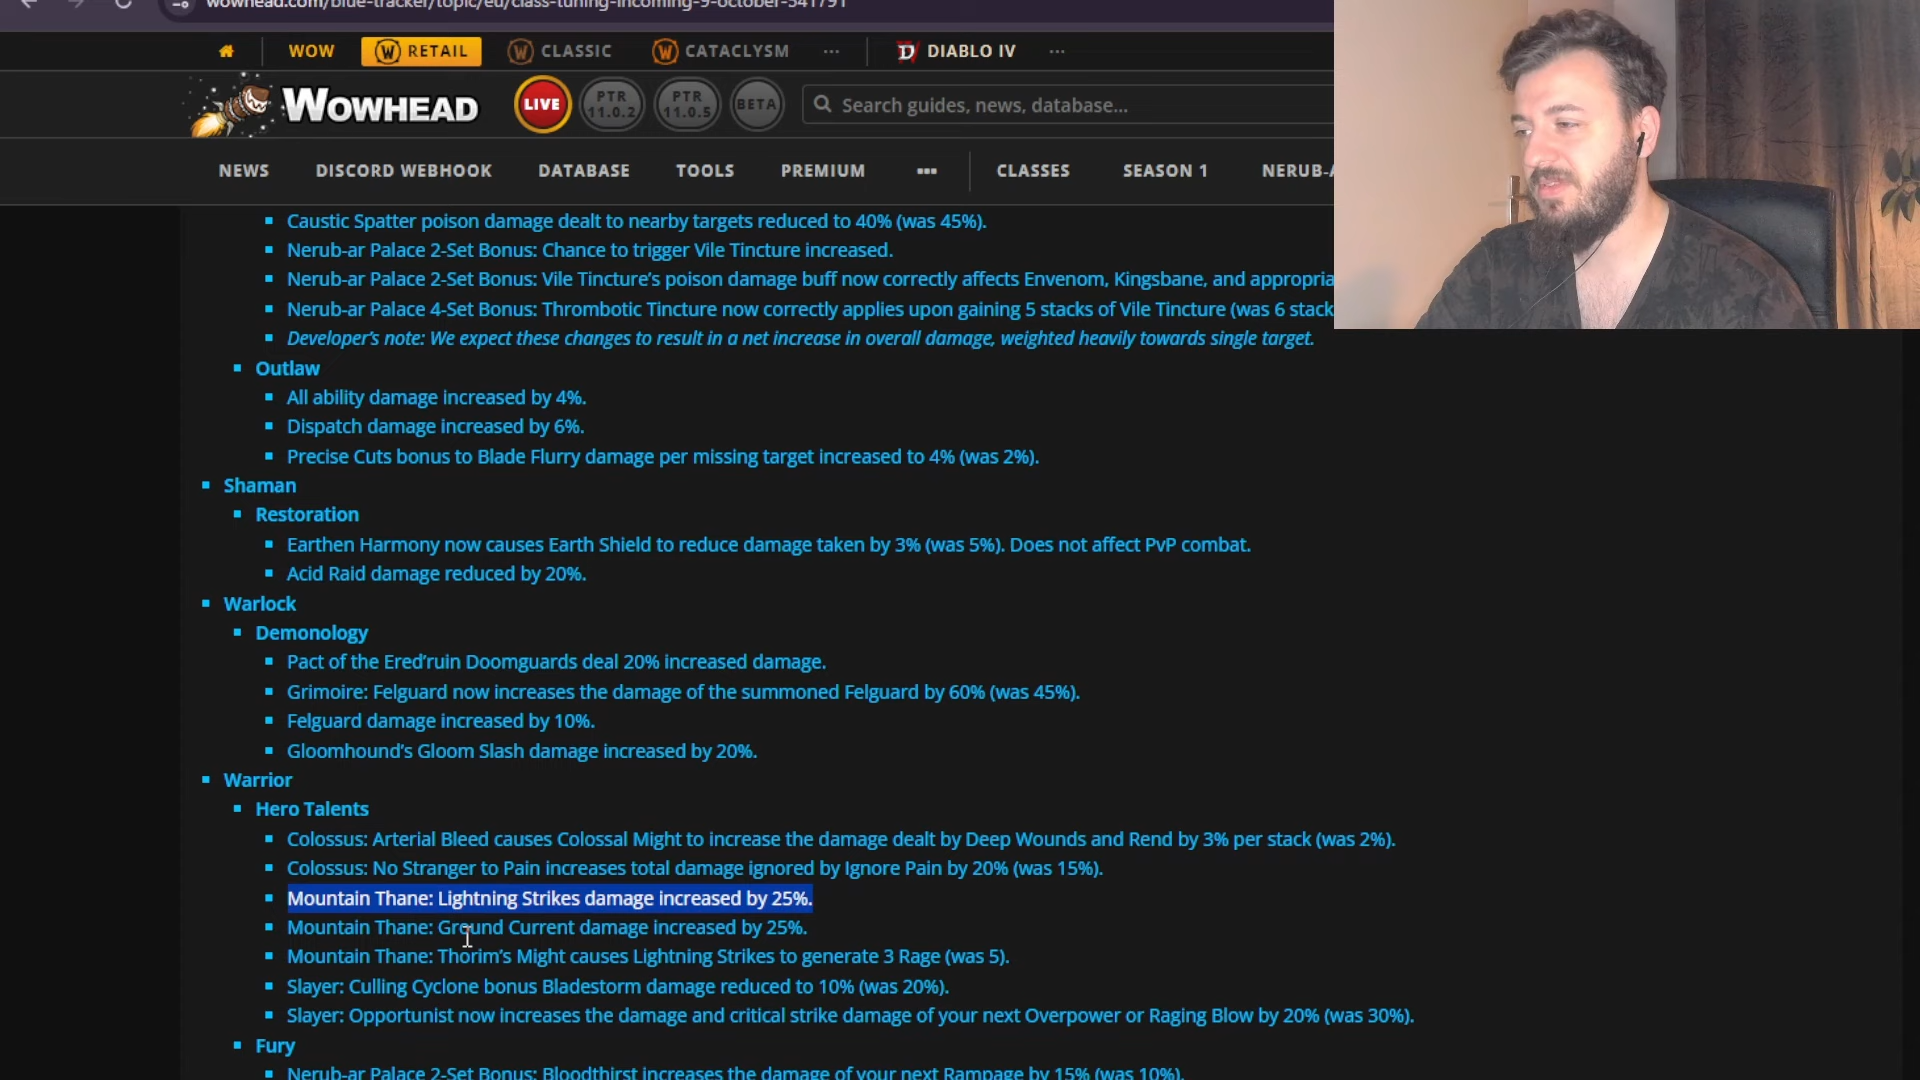 wowhead.com/blue-tracker/topic/eu/class-tuning-incoming-9-october-541791
WOW RETAIL CLASSIC CATACLYSM ... DIABLO IV ...
WOWHEAD LIVE PTR 11.0.2 PTR 11.0.5 BETA Search guides, news, database...
NEWS DISCORD WEBHOOK DATABASE TOOLS PREMIUM ... CLASSES SEASON 1 NERUB-A
Caustic Spatter poison damage dealt to nearby targets reduced to 40% (was 45%).
Nerub-ar Palace 2-Set Bonus: Chance to trigger Vile Tincture increased.
Nerub-ar Palace 2-Set Bonus: Vile Tincture's poison damage buff now correctly affects Envenom, Kingsbane, and appropria
Nerub-ar Palace 4-Set Bonus: Thrombotic Tincture now correctly applies upon gaining 5 stacks of Vile Tincture (was 6 stack
Developer's note: We expect these changes to result in a net increase in overall damage, weighted heavily towards single target.
Outlaw
All ability damage increased by 4%.
Dispatch damage increased by 6%.
Precise Cuts bonus to Blade Flurry damage per missing target increased to 4% (was 2%).
Shaman
Restoration
Earthen Harmony now causes Earth Shield to reduce damage taken by 3% (was 5%). Does not affect PvP combat.
Acid Raid damage reduced by 20%.
Warlock
Demonology
Pact of the Ered'ruin Doomguards deal 20% increased damage.
Grimoire: Felguard now increases the damage of the summoned Felguard by 60% (was 45%).
Felguard damage increased by 10%.
Gloomhound's Gloom Slash damage increased by 20%.
Warrior
Hero Talents
Colossus: Arterial Bleed causes Colossal Might to increase the damage dealt by Deep Wounds and Rend by 3% per stack (was 2%).
Colossus: No Stranger to Pain increases total damage ignored by Ignore Pain by 20% (was 15%).
Mountain Thane: Lightning Strikes damage increased by 25%.
Mountain Thane: Ground Current damage increased by 25%.
Mountain Thane: Thorim's Might causes Lightning Strikes to generate 3 Rage (was 5).
Slayer: Culling Cyclone bonus Bladestorm damage reduced to 10% (was 20%).
Slayer: Opportunist now increases the damage and critical strike damage of your next Overpower or Raging Blow by 20% (was 30%).
Fury
Nerub-ar Palace 2-Set Bonus: Bloodthirst increases the damage of your next Rampage by 15% (was 10%).